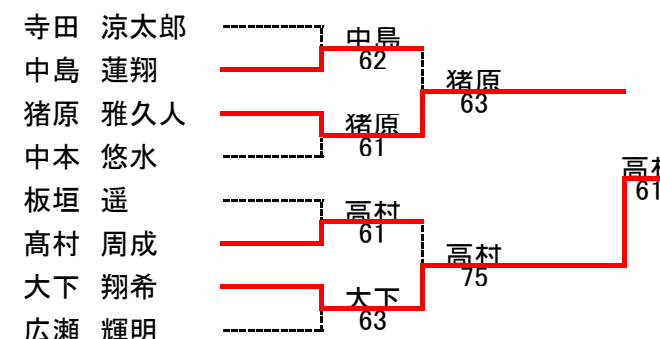 寺田 涼太郎
中島 蓮翔
猪原 雅久人
中本 悠水
板垣 遥
髙村 周成
大下 翔希
広瀬 輝明
中島
62
猪原
61
高村
61
大下
63
猪原
63
高村
75
高村
61